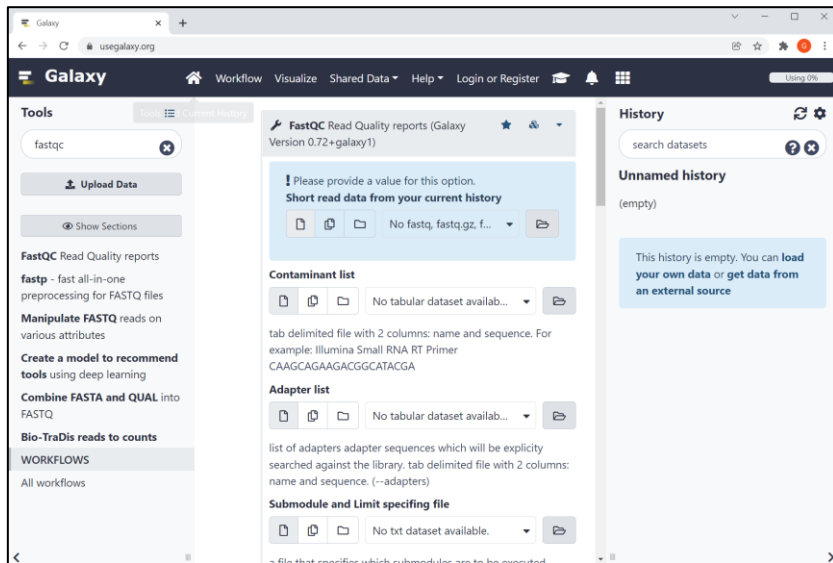 Galaxy
usegalaxy.org
G
Galaxy
Workflow Visualize Shared Data Help Login or Register
Using 0%
Tools
Current History
fastqc
Upload Data
Show Sections
FastQC Read Quality reports
fastp - fast all-in-one
preprocessing for FASTQ files
Manipulate FASTQ reads on
various attributes
Create a model to recommend
tools using deep learning
Combine FASTA and QUAL into
FASTQ
Bio-TraDis reads to counts
WORKFLOWS
All workflows
FastQC Read Quality reports (Galaxy
Version 0.72+galaxy1)
! Please provide a value for this option.
Short read data from your current history
No fastq, fastq.gz, f...
Contaminant list
No tabular dataset availab...
tab delimited file with 2 columns: name and sequence. For
example: Illumina Small RNA RT Primer
CAAGCAGAAGACGGCATACGA
Adapter list
No tabular dataset availab...
list of adapters adapter sequences which will be explicity
searched against the library. tab delimited file with 2 columns:
name and sequence. (--adapters)
Submodule and Limit specifing file
No txt dataset available.
a file that specifies which submodules are to be executed
History
search datasets
Unnamed history
(empty)
This history is empty. You can load
your own data or get data from
an external source